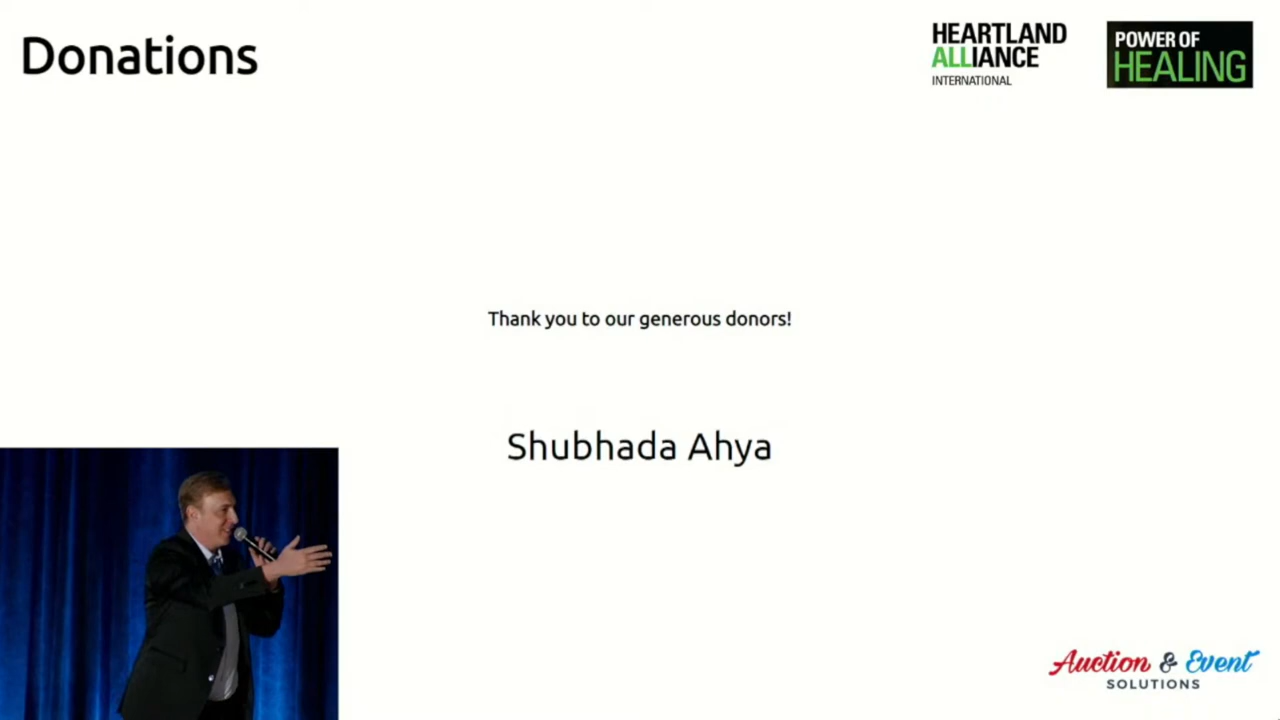 Donations
HEARTLAND
ALLIANCE
INTERNATIONAL
POWER OF
HEALING
Thank you to our generous donors!
Shubhada Ahya
Auction & Event
SOLUTIONS